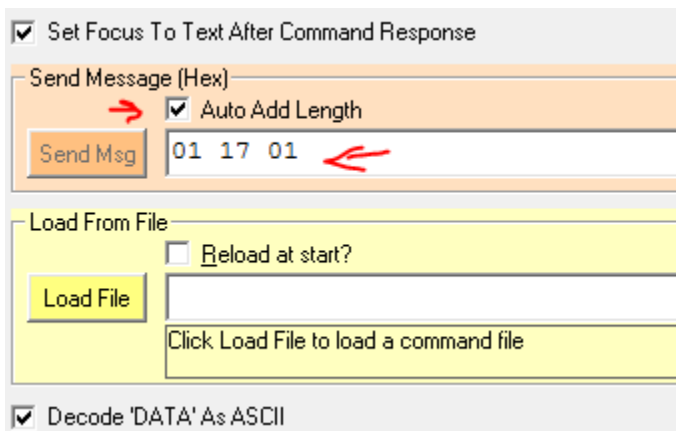 Set Focus To Text After Command Response
Send Message (Hex)
Auto Add Length
Send Msg
01 17 01
Load From File
Reload at start?
Load File
Click Load File to load a command file
Decode 'DATA' As ASCII